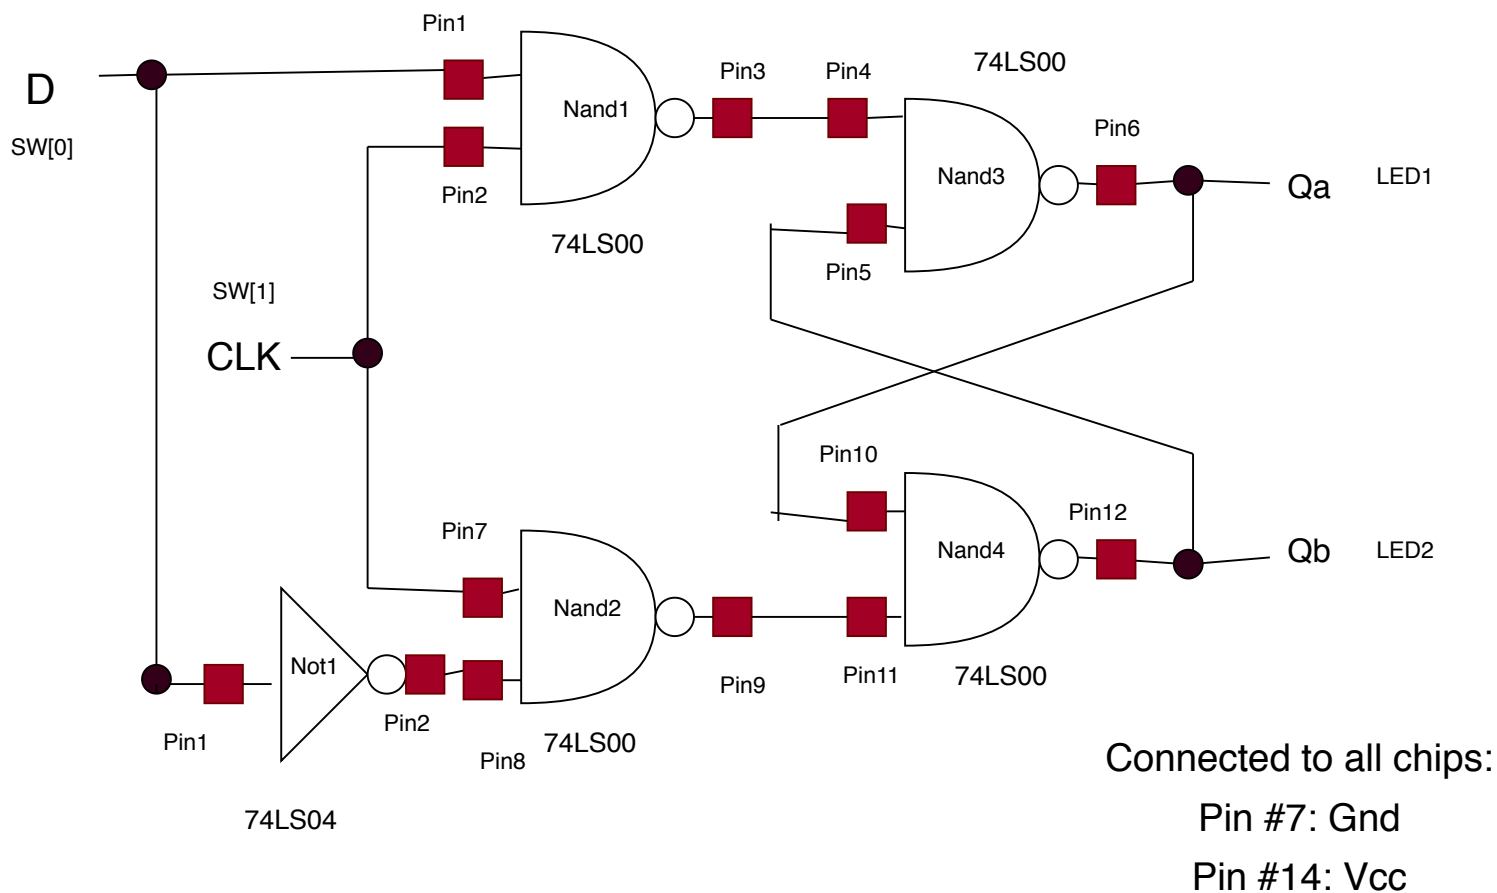 Pin1
74LS00
Pin3
Pin4
D
Nand1
Pin6
SW[0]
Nand3
LED1
Qa
Pin2
74LS00
Pin5
SW[1]
CLK
Pin10
Pin7
Pin12
Nand4
Qb
LED2
Nand2
Not1
Pin9
Pin11
74LS00
Pin1
Pin2
Pin8
74LS00
74LS04
Connected to all chips:
Pin #7: Gnd
Pin #14: Vcc